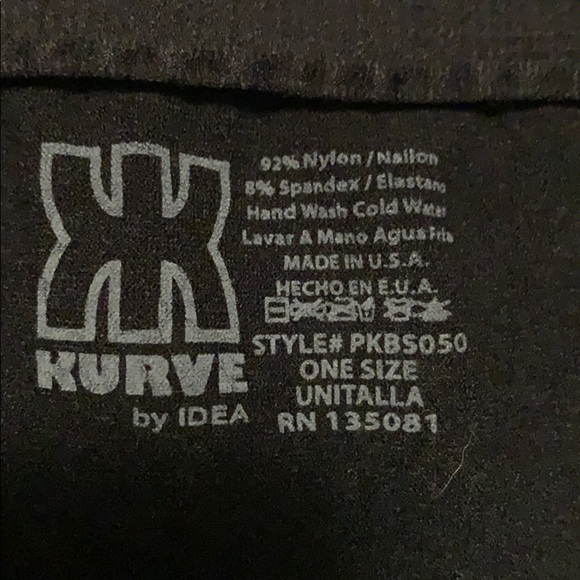 KURVE
by IDEA
92% Nylon / Nailon
8% Spandex / Elastano
Hand Wash Cold Water
Lavar A Mano Agua Fria
MADE IN U.S.A.
HECHO EN E.U.A.
STYLE# PKBS050
ONE SIZE
UNITALLA
RN 135081